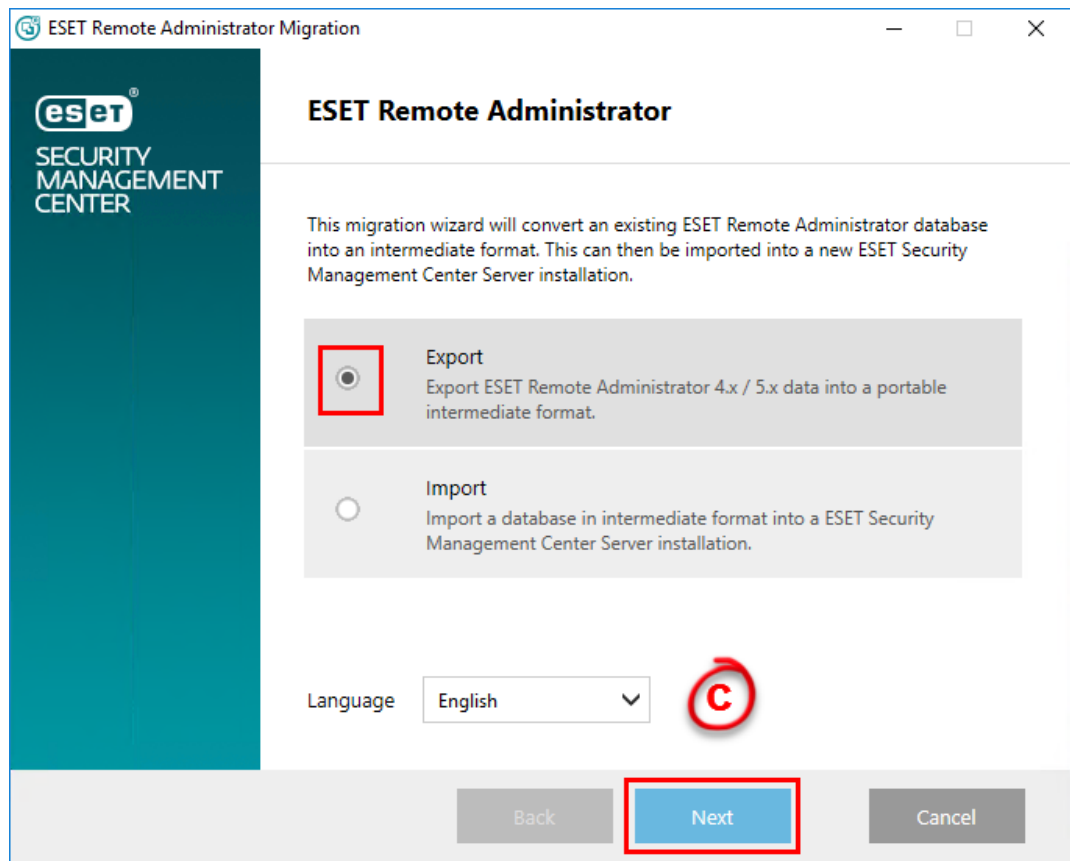 ESET Remote Administrator Migration
eseT®
SECURITY
MANAGEMENT
CENTER
ESET Remote Administrator
This migration wizard will convert an existing ESET Remote Administrator database
into an intermediate format. This can then be imported into a new ESET Security
Management Center Server installation.
Export
Export ESET Remote Administrator 4.x / 5.x data into a portable
intermediate format.
Import
Import a database in intermediate format into a ESET Security
Management Center Server installation.
Language
English
C
Back
Next
Cancel